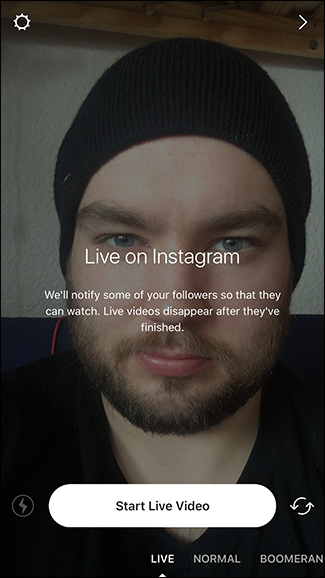 Live on Instagram
We'll notify some of your followers so that they
can watch. Live videos disappear after they've
finished.
Start Live Video
LIVE NORMAL BOOMERAN